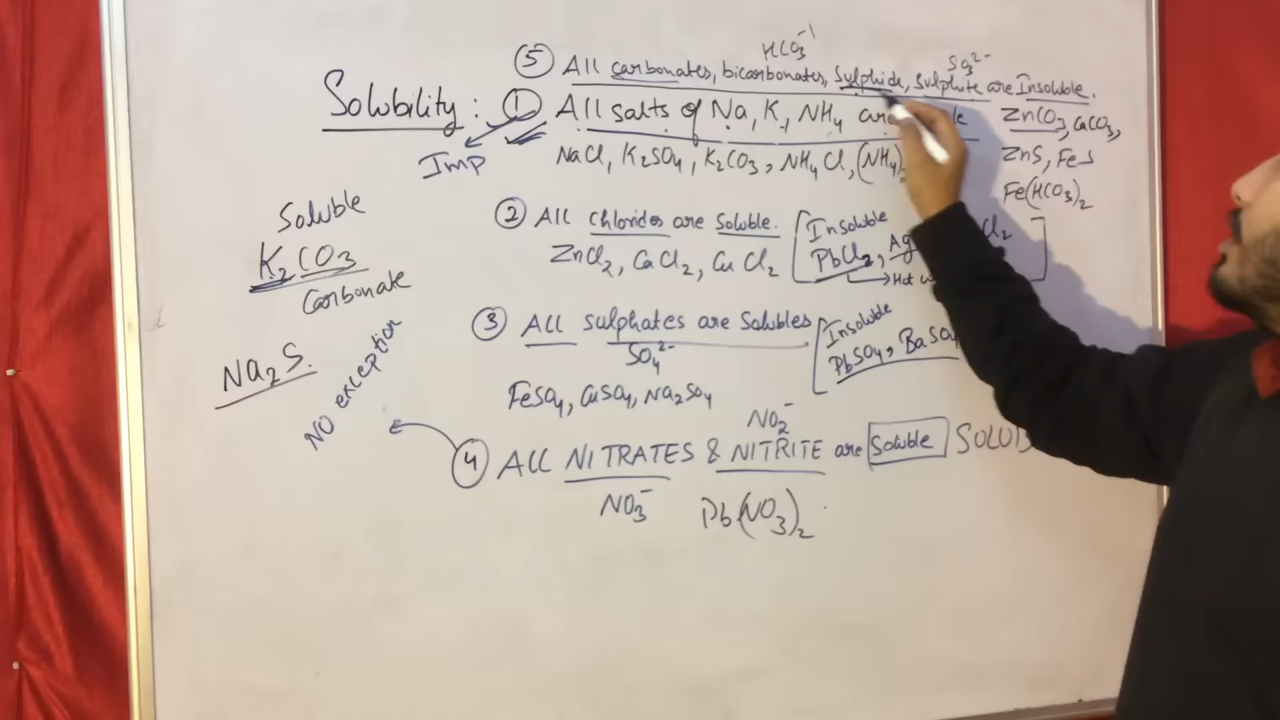 HCO3^-1 SO3^2-
⑤ All carbonates, bicarbonates, Sulphide, Sulphite are Insoluble.
Solubility: ① All salts of Na, K, NH4
ZnCO3, CaCO3,
Imp
NaCl, K2SO4, K2CO3, NH4Cl, (NH4)
ZnS, FeS
Fe(HCO3)2
Soluble
K2CO3
Carbonate
② All chlorides are Soluble.
ZnCl2, CaCl2, CuCl2
[Insoluble
PbCl2, Ag Cl2]
Hot
③ All sulphates are Solubles
SO4^2-
[Insoluble
PbSO4, BaSO4
FeSO4, CuSO4, Na2SO4
Na2S.
NO exception
NO2^-
④ ALL NITRATES & NITRITE are Soluble
NO3^- Pb(NO3)2